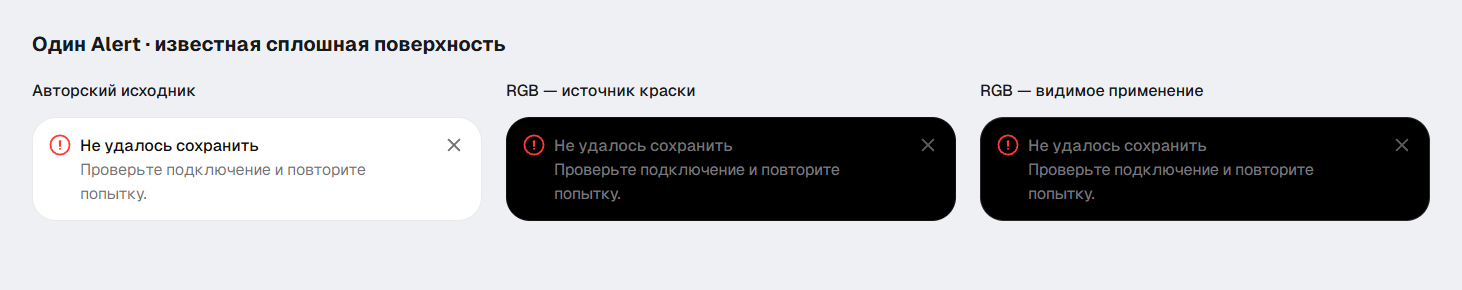 Один Alert · известная сплошная поверхность
Авторский исходник
Не удалось сохранить
Проверьте подключение и повторите
попытку.
RGB — источник краски
Не удалось сохранить
Проверьте подключение и повторите
попытку.
RGB — видимое применение
Не удалось сохранить
Проверьте подключение и повторите
попытку.